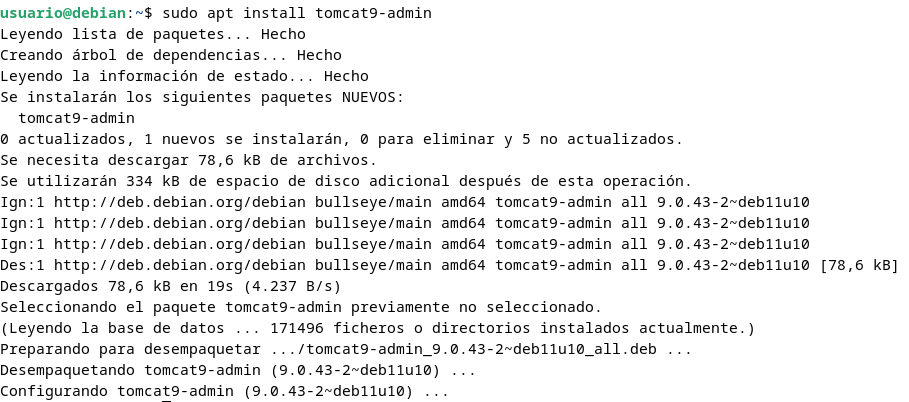 usuario@debian:~$ sudo apt install tomcat9-admin
Leyendo lista de paquetes... Hecho
Creando árbol de dependencias... Hecho
Leyendo la información de estado... Hecho
Se instalarán los siguientes paquetes NUEVOS:
  tomcat9-admin
0 actualizados, 1 nuevos se instalarán, 0 para eliminar y 5 no actualizados.
Se necesita descargar 78,6 kB de archivos.
Se utilizarán 334 kB de espacio de disco adicional después de esta operación.
Ign:1 http://deb.debian.org/debian bullseye/main amd64 tomcat9-admin all 9.0.43-2~deb11u10
Ign:1 http://deb.debian.org/debian bullseye/main amd64 tomcat9-admin all 9.0.43-2~deb11u10
Ign:1 http://deb.debian.org/debian bullseye/main amd64 tomcat9-admin all 9.0.43-2~deb11u10
Des:1 http://deb.debian.org/debian bullseye/main amd64 tomcat9-admin all 9.0.43-2~deb11u10 [78,6 kB]
Descargados 78,6 kB en 19s (4.237 B/s)
Seleccionando el paquete tomcat9-admin previamente no seleccionado.
(Leyendo la base de datos ... 171496 ficheros o directorios instalados actualmente.)
Preparando para desempaquetar .../tomcat9-admin_9.0.43-2~deb11u10_all.deb ...
Desempaquetando tomcat9-admin (9.0.43-2~deb11u10) ...
Configurando tomcat9-admin (9.0.43-2~deb11u10) ...